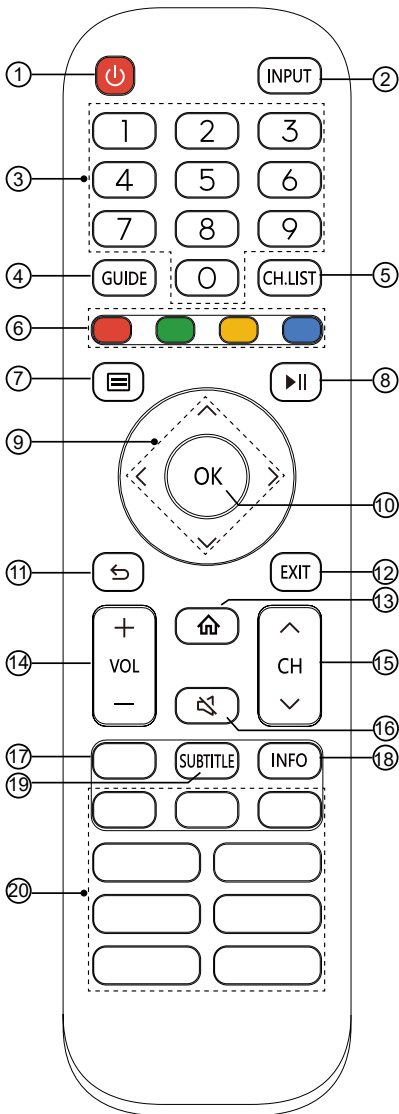 ① INPUT ②
1 2 3
③ 4 5 6
7 8 9
④ GUIDE 0 CH.LIST ⑤
⑥
⑦ ⑧
⑨
OK
⑩
⑪ EXIT ⑫
⑬
+
⑭ VOL CH ⑮
—
⑯
⑰ SUBTITLE INFO ⑱
⑲
⑳